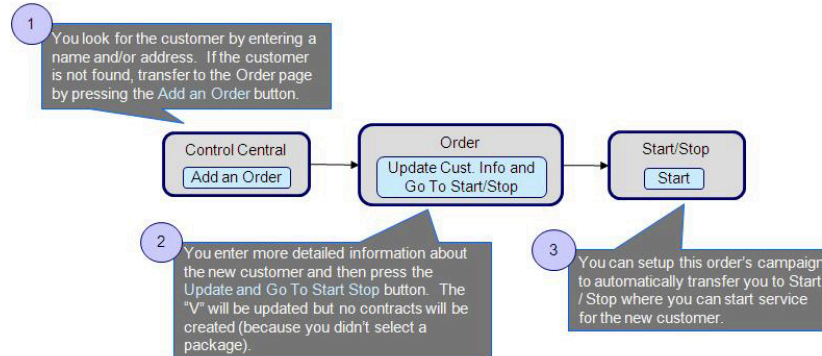 1
You look for the customer by entering a
name and/or address. If the customer
is not found, transfer to the Order page
by pressing the Add an Order button.
Control Central
Add an Order
Order
Update Cust. Info and
Go To Start/Stop
Start/Stop
Start
2
You enter more detailed information about
the new customer and then press the
Update and Go To Start Stop button. The
“V” will be updated but no contracts will be
created (because you didn’t select a
package).
3
You can setup this order’s campaign
to automatically transfer you to Start
/ Stop where you can start service
for the new customer.